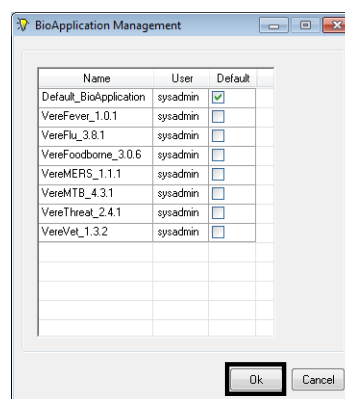 BioApplication Management
Name User Default
Default_BioApplication sysadmin
VereFever_1.0.1 sysadmin
VereFlu_3.8.1 sysadmin
VereFoodborne_3.0.6 sysadmin
VereMERS_1.1.1 sysadmin
VereMTB_4.3.1 sysadmin
VereThreat_2.4.1 sysadmin
VereVet_1.3.2 sysadmin
Ok Cancel